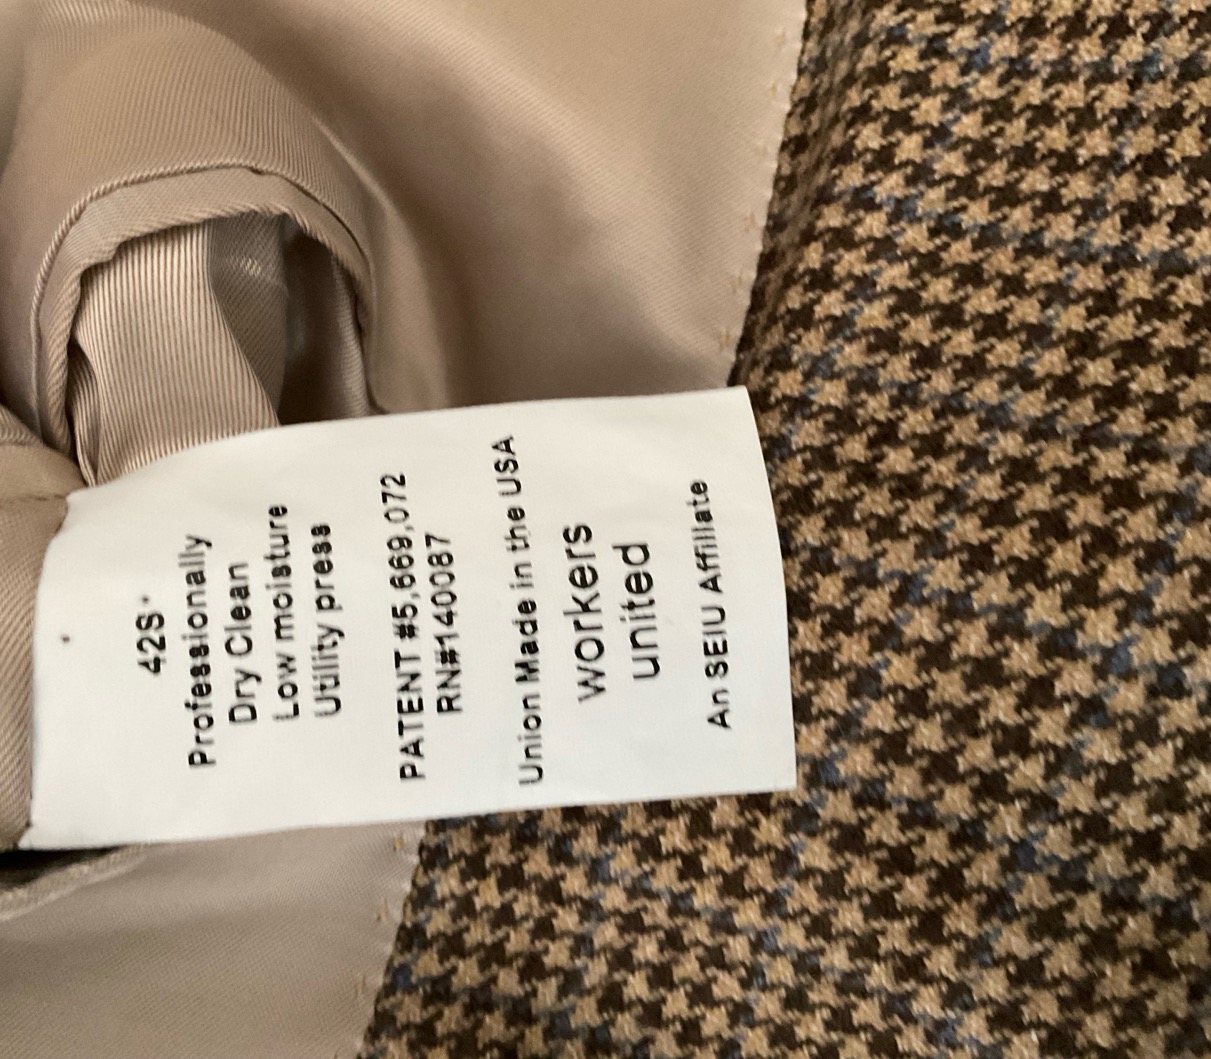 42S
Professionally
Dry Clean
Low moisture
Utility press
PATENT #5,669,072
RN#140087
Union Made in the USA
workers
united
An SEIU Affillate